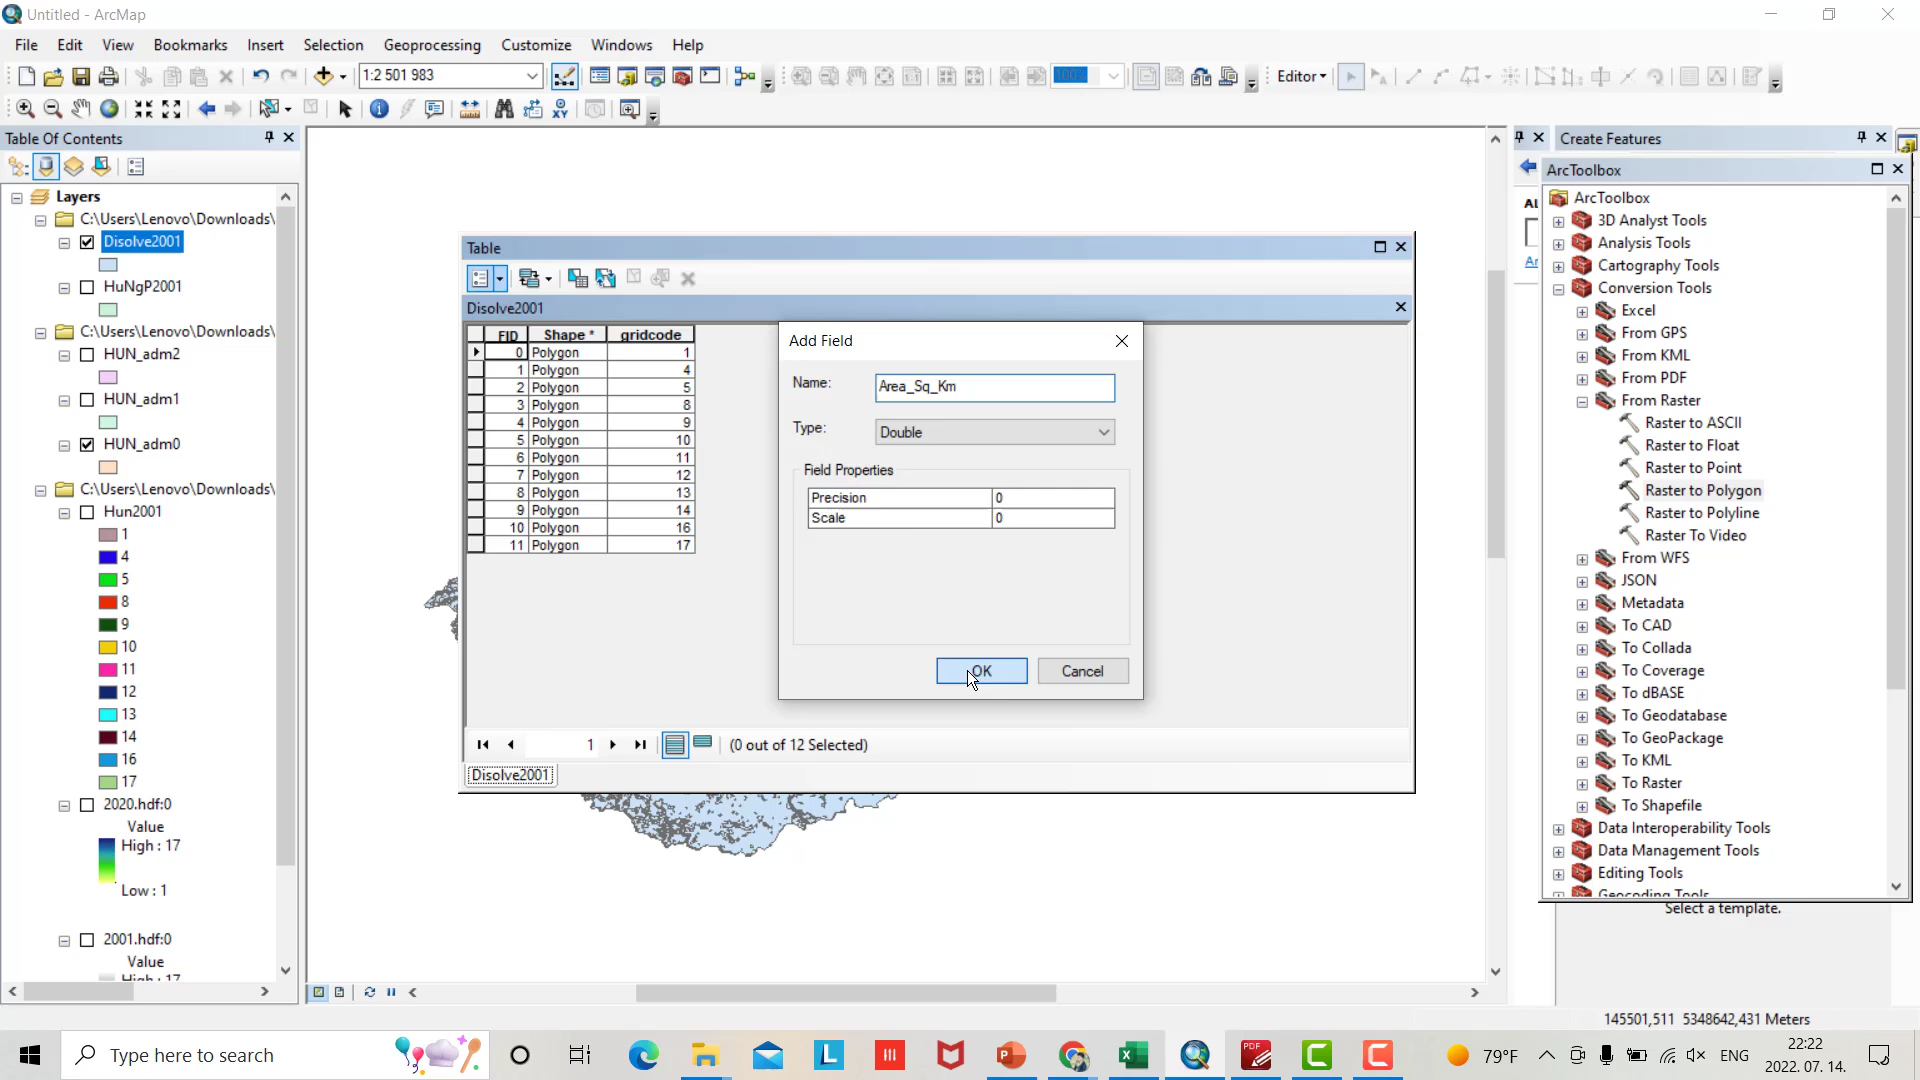 Untitled - ArcMap
File Edit View Bookmarks Insert Selection Geoprocessing Customize Windows Help
1:2 501 983
100%
Editor
Table Of Contents
Layers
C:\Users\Lenovo\Downloads\
Disolve2001
HuNgP2001
C:\Users\Lenovo\Downloads\
HUN_adm2
HUN_adm1
HUN_adm0
C:\Users\Lenovo\Downloads\
Hun2001
1
4
5
8
9
10
11
12
13
14
16
17
2020.hdf:0
Value
High : 17
Low : 1
2001.hdf:0
Value
High : 17
Table
Disolve2001
FID Shape * gridcode
0 Polygon 1
1 Polygon 4
2 Polygon 5
3 Polygon 8
4 Polygon 9
5 Polygon 10
6 Polygon 11
7 Polygon 12
8 Polygon 13
9 Polygon 14
10 Polygon 16
11 Polygon 17
1 (0 out of 12 Selected)
Disolve2001
Add Field
Name: Area_Sq_Km
Type: Double
Field Properties
Precision 0
Scale 0
OK Cancel
Create Features
ArcToolbox
ArcToolbox
3D Analyst Tools
Analysis Tools
Cartography Tools
Conversion Tools
Excel
From GPS
From KML
From PDF
From Raster
Raster to ASCII
Raster to Float
Raster to Point
Raster to Polygon
Raster to Polyline
Raster To Video
From WFS
JSON
Metadata
To CAD
To Collada
To Coverage
To dBASE
To Geodatabase
To GeoPackage
To KML
To Raster
To Shapefile
Data Interoperability Tools
Data Management Tools
Editing Tools
Geocoding Tools
Select a template.
145501,511 5348642,431 Meters
Type here to search
79°F
ENG
22:22
2022. 07. 14.